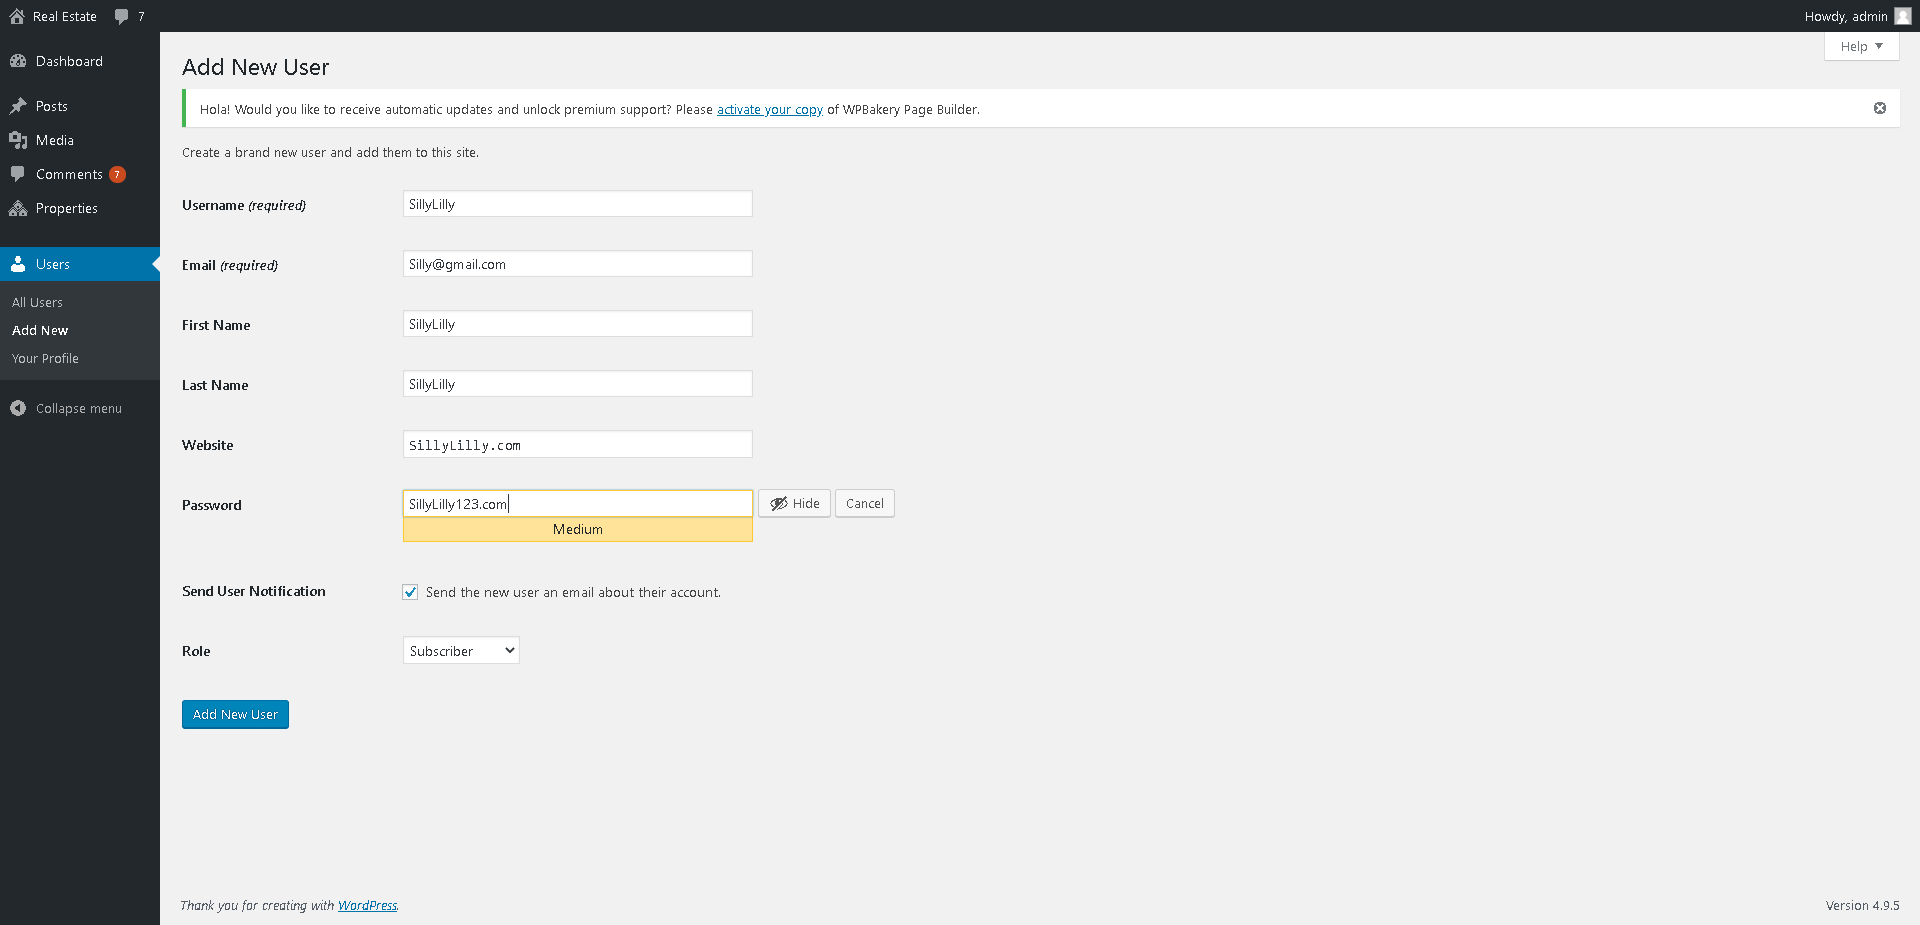 Real Estate 7
Howdy, admin
Help
Dashboard
Posts
Media
Comments 7
Properties
Users
All Users
Add New
Your Profile
Collapse menu
Add New User
Hola! Would you like to receive automatic updates and unlock premium support? Please activate your copy of WPBakery Page Builder.
Create a brand new user and add them to this site.
Username (required) SillyLilly
Email (required) Silly@gmail.com
First Name SillyLilly
Last Name SillyLilly
Website SillyLilly.com
Password SillyLilly123.com Hide Cancel
Medium
Send User Notification Send the new user an email about their account.
Role Subscriber
Add New User
Thank you for creating with WordPress.
Version 4.9.5